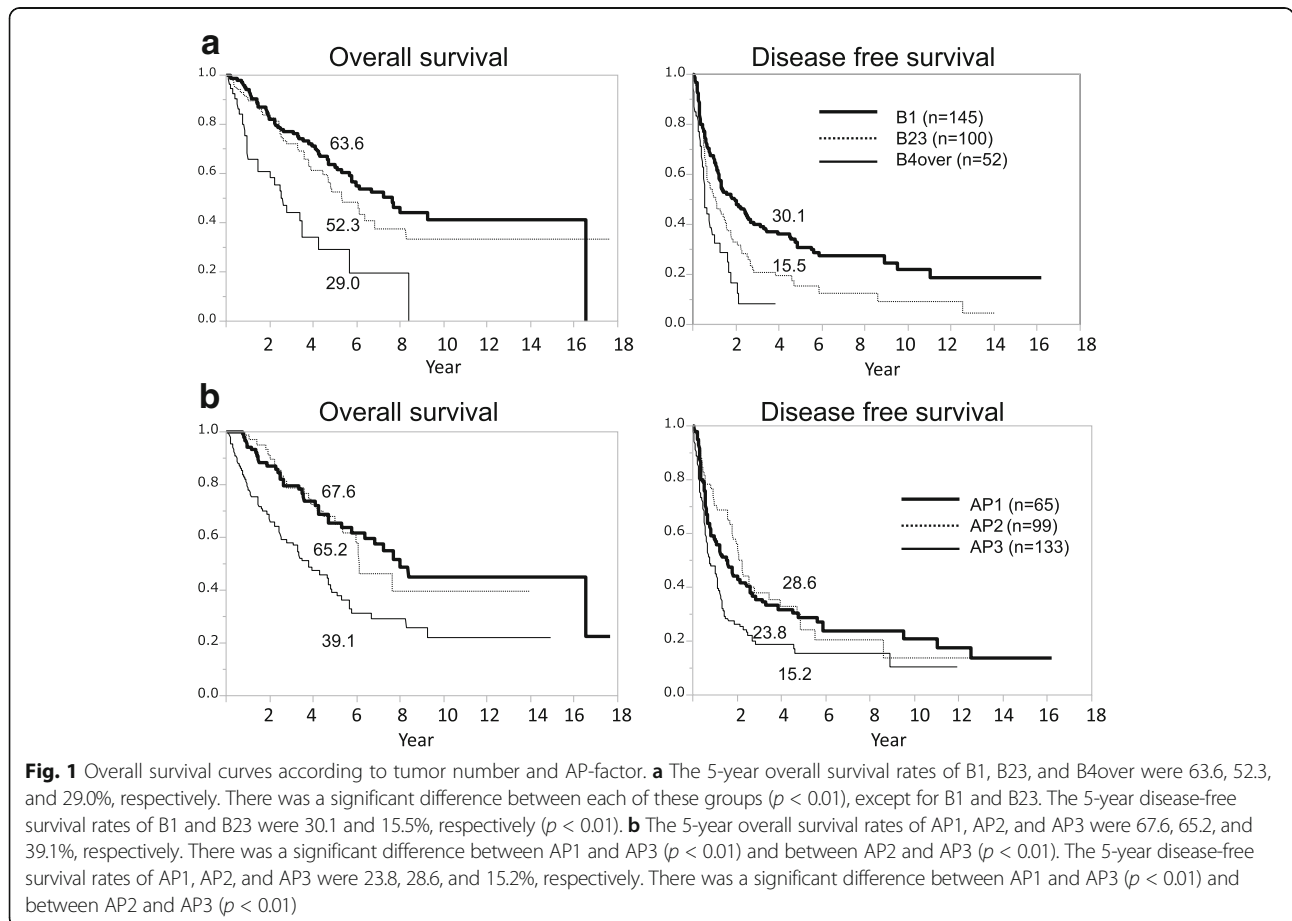 a
Overall survival
1.0
0.8
0.6
0.4
0.2
0.0
63.6
52.3
29.0
2 4 6 8 10 12 14 16 18
Year
Disease free survival
1.0
0.8
0.6
0.4
0.2
0.0
B1 (n=145)
B23 (n=100)
B4over (n=52)
30.1
15.5
2 4 6 8 10 12 14 16 18
Year
b
Overall survival
1.0
0.8
0.6
0.4
0.2
0.0
67.6
65.2
39.1
2 4 6 8 10 12 14 16 18
Year
Disease free survival
1.0
0.8
0.6
0.4
0.2
0.0
AP1 (n=65)
AP2 (n=99)
AP3 (n=133)
28.6
23.8
15.2
2 4 6 8 10 12 14 16 18
Year
Fig. 1 Overall survival curves according to tumor number and AP-factor. a The 5-year overall survival rates of B1, B23, and B4over were 63.6, 52.3,
and 29.0%, respectively. There was a significant difference between each of these groups (p < 0.01), except for B1 and B23. The 5-year disease-free
survival rates of B1 and B23 were 30.1 and 15.5%, respectively (p < 0.01). b The 5-year overall survival rates of AP1, AP2, and AP3 were 67.6, 65.2, and
39.1%, respectively. There was a significant difference between AP1 and AP3 (p < 0.01) and between AP2 and AP3 (p < 0.01). The 5-year disease-free
survival rates of AP1, AP2, and AP3 were 23.8, 28.6, and 15.2%, respectively. There was a significant difference between AP1 and AP3 (p < 0.01) and
between AP2 and AP3 (p < 0.01)